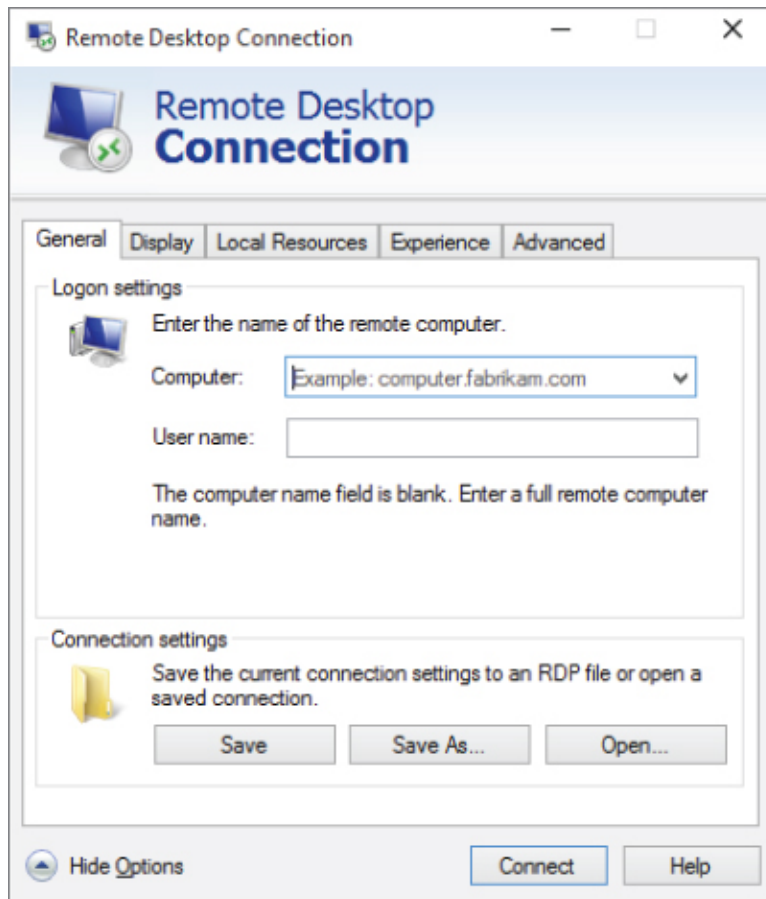 Remote Desktop Connection
Remote Desktop
Connection
General Display Local Resources Experience Advanced
Logon settings
Enter the name of the remote computer.
Computer: Example: computer.fabrikam.com
User name:
The computer name field is blank. Enter a full remote computer
name.
Connection settings
Save the current connection settings to an RDP file or open a
saved connection.
Save Save As... Open...
Hide Options Connect Help